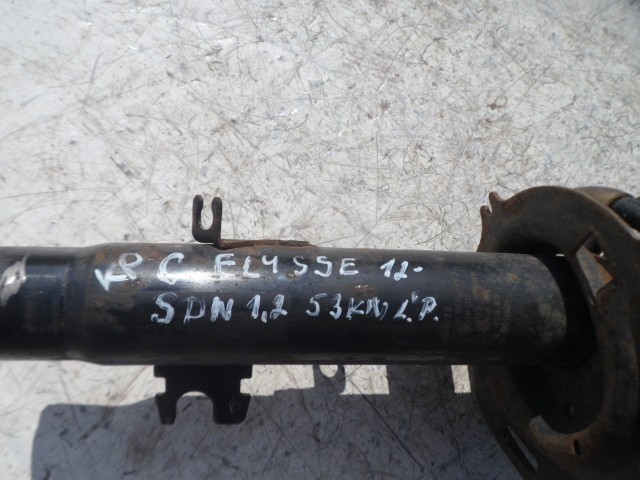 C ELYSSE 12-
SDN 1,2 53KW, L.P.